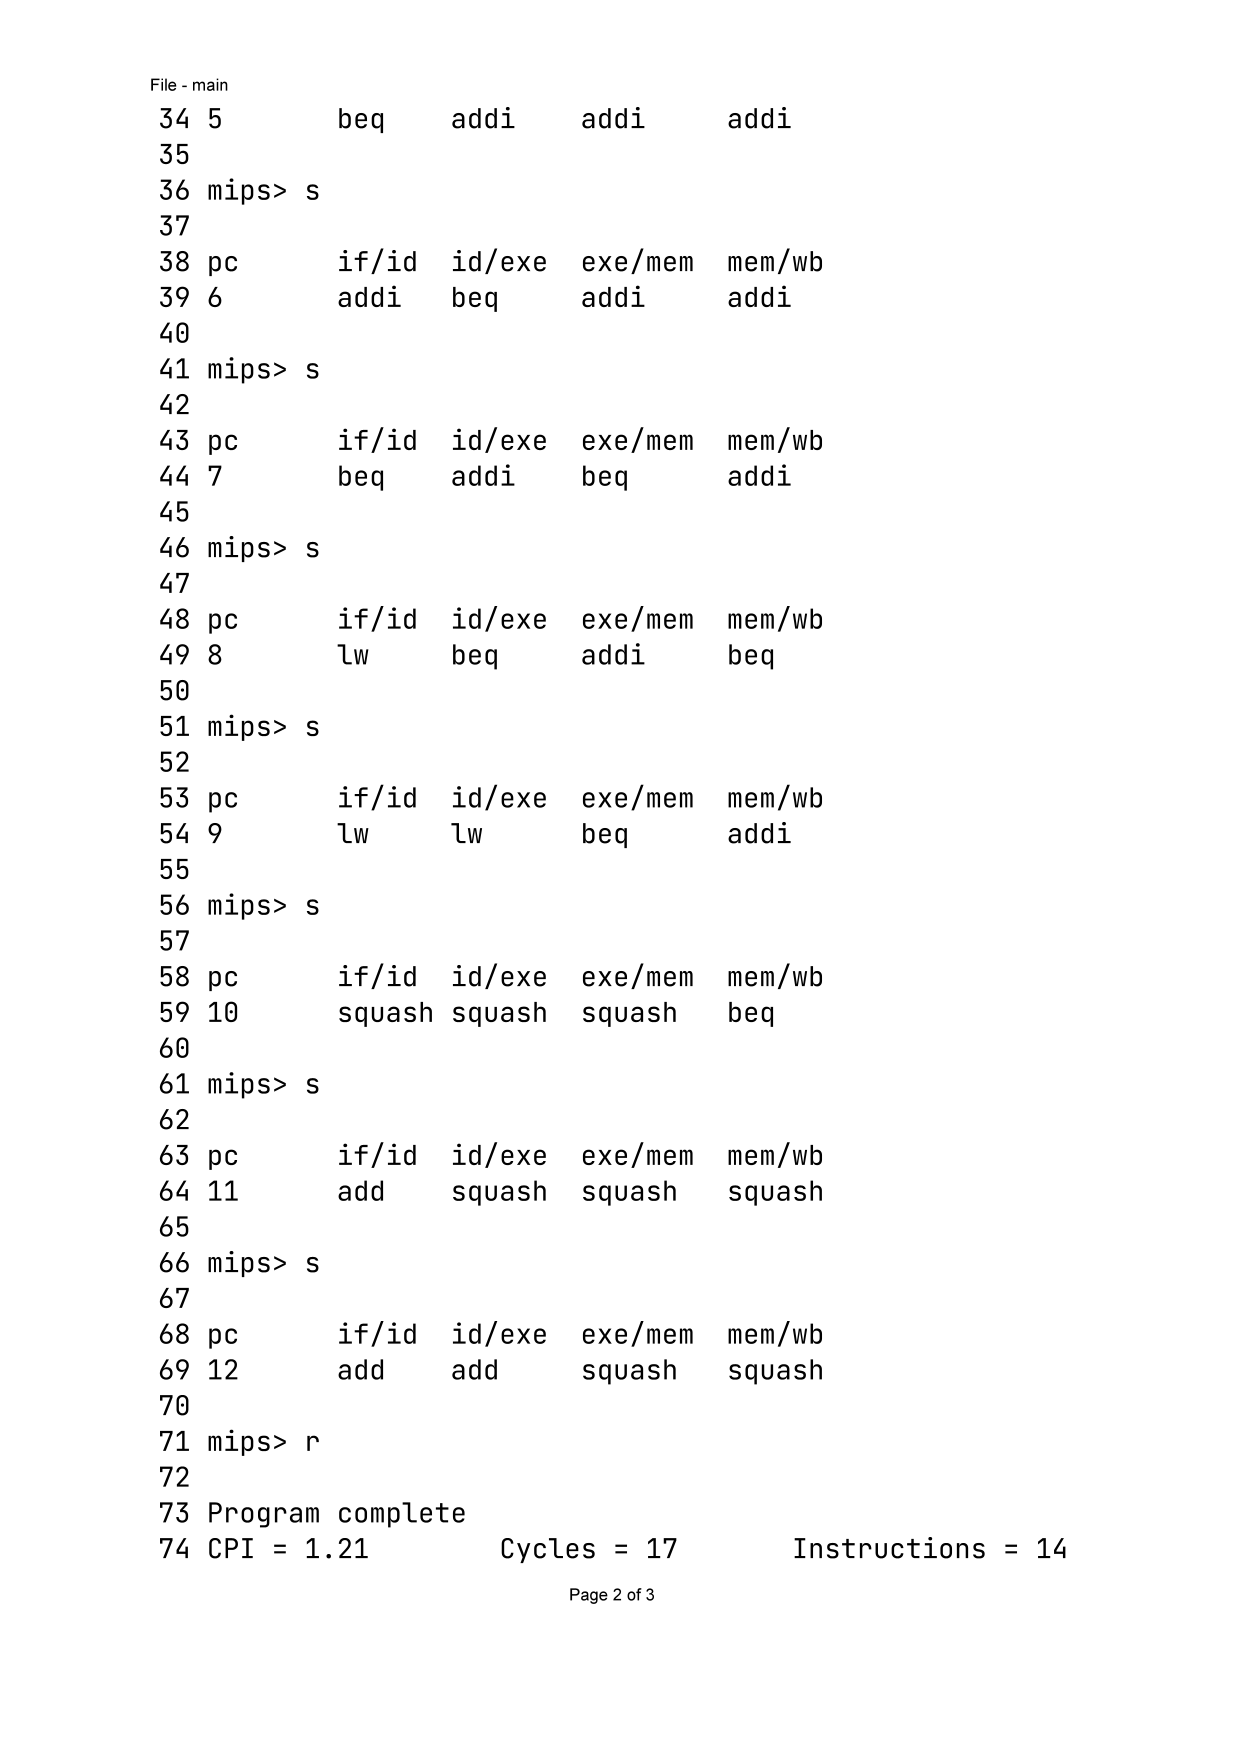 File - main
34 5 beq addi addi addi
35
36 mips> s
37
38 pc if/id id/exe exe/mem mem/wb
39 6 addi beq addi addi
40
41 mips> s
42
43 pc if/id id/exe exe/mem mem/wb
44 7 beq addi beq addi
45
46 mips> s
47
48 pc if/id id/exe exe/mem mem/wb
49 8 lw beq addi beq
50
51 mips> s
52
53 pc if/id id/exe exe/mem mem/wb
54 9 lw lw beq addi
55
56 mips> s
57
58 pc if/id id/exe exe/mem mem/wb
59 10 squash squash squash beq
60
61 mips> s
62
63 pc if/id id/exe exe/mem mem/wb
64 11 add squash squash squash
65
66 mips> s
67
68 pc if/id id/exe exe/mem mem/wb
69 12 add add squash squash
70
71 mips> r
72
73 Program complete
74 CPI = 1.21 Cycles = 17 Instructions = 14
Page 2 of 3